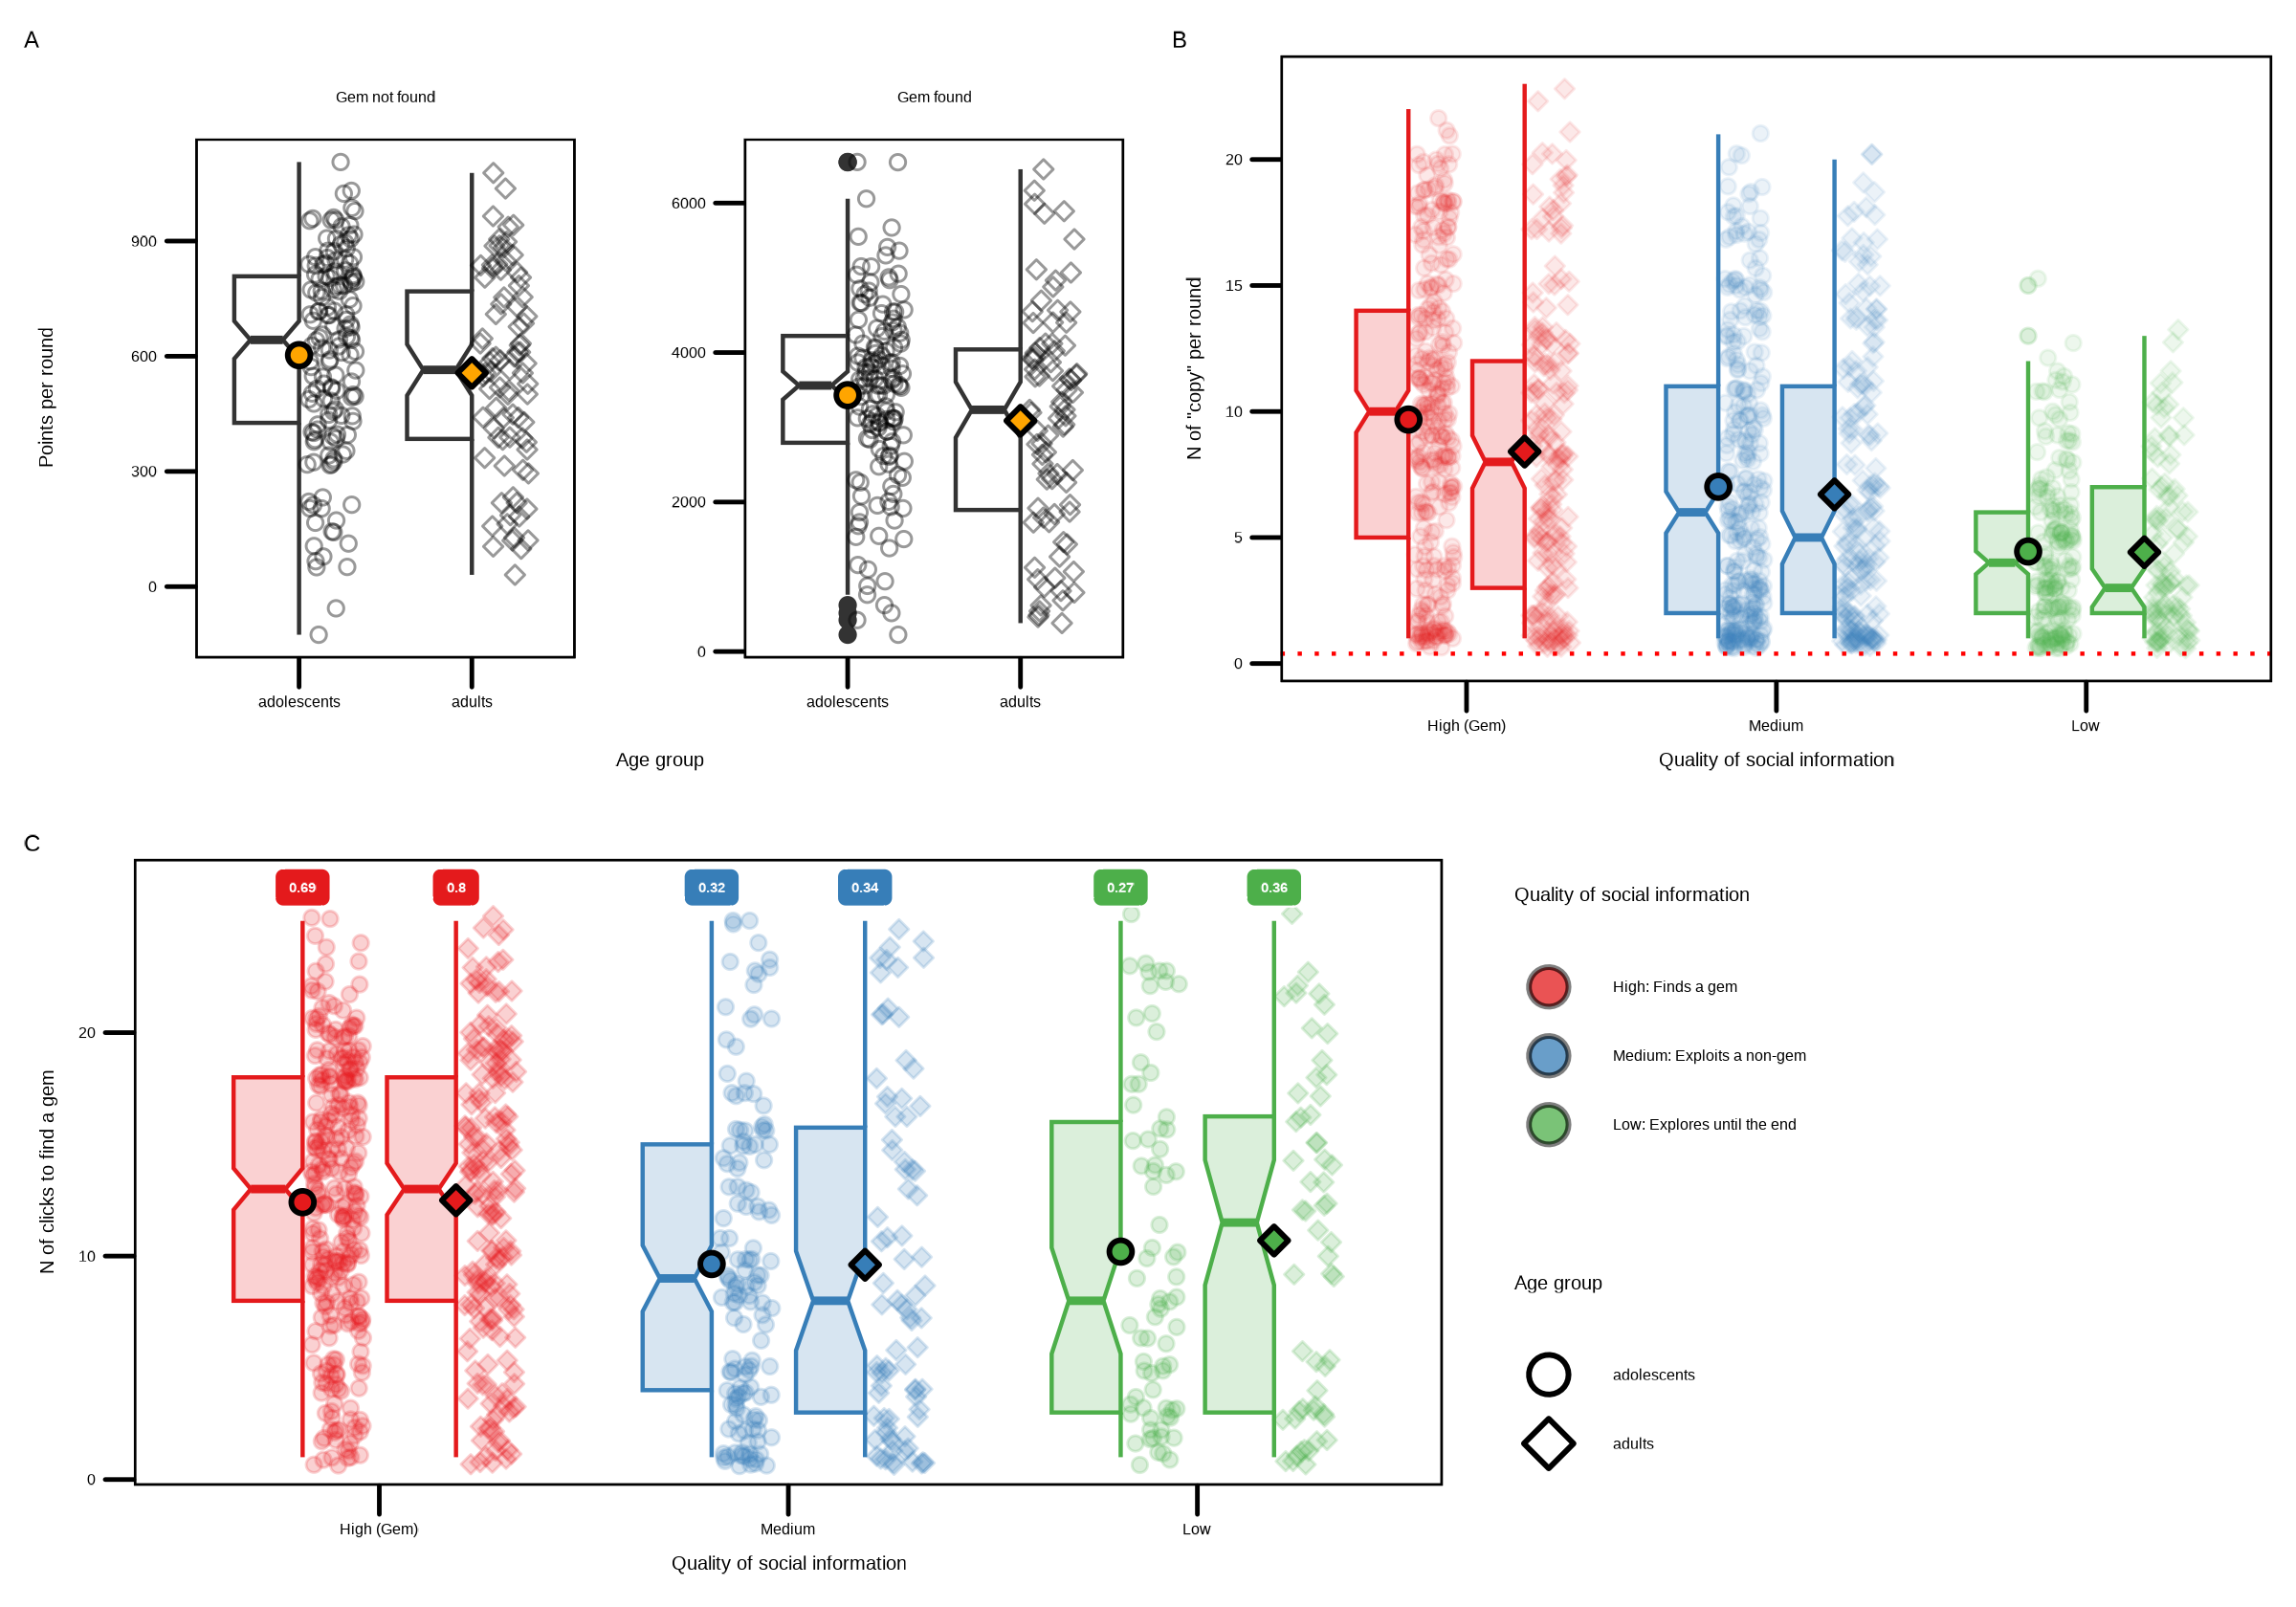 A
Gem not found
Gem found
Points per round
900
600
300
0
6000
4000
2000
0
adolescents
adults
adolescents
adults
Age group
B
N of "copy" per round
20
15
10
5
0
High (Gem)
Medium
Low
Quality of social information
C
N of clicks to find a gem
20
10
0
0.69
0.8
0.32
0.34
0.27
0.36
High (Gem)
Medium
Low
Quality of social information
Quality of social information
High: Finds a gem
Medium: Exploits a non-gem
Low: Explores until the end
Age group
adolescents
adults